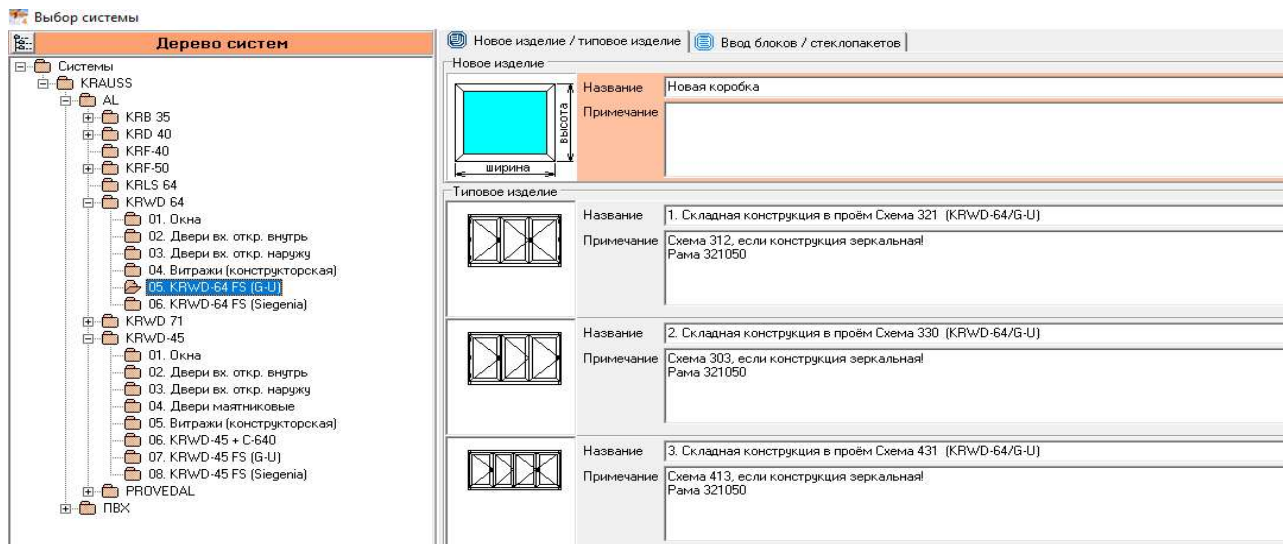 Выбор системы
Дерево систем
Системы
KRAUSS
AL
KRB 35
KRD 40
KRF-40
KRF-50
KRLS 64
KRWD 64
01. Окна
02. Двери вх. откр. внутрь
03. Двери вх. откр. наружу
04. Витражи (конструкторская)
05. KRWD-64 FS (G-U)
06. KRWD-64 FS (Siegenia)
KRWD 71
KRWD-45
01. Окна
02. Двери вх. откр. внутрь
03. Двери вх. откр. наружу
04. Двери маятниковые
05. Витражи (конструкторская)
06. KRWD-45 + C-640
07. KRWD-45 FS (G-U)
08. KRWD-45 FS (Siegenia)
PROVEDAL
ПВХ
Новое изделие / типовое изделие
Ввод блоков / стеклопакетов
Новое изделие
высота
ширина
Название Новая коробка
Примечание
Типовое изделие
Название 1. Складная конструкция в проём Схема 321 (KRWD-64/G-U)
Примечание Схема 312, если конструкция зеркальная!
Рама 321050
Название 2. Складная конструкция в проём Схема 330 (KRWD-64/G-U)
Примечание Схема 303, если конструкция зеркальная!
Рама 321050
Название 3. Складная конструкция в проём Схема 431 (KRWD-64/G-U)
Примечание Схема 413, если конструкция зеркальная!
Рама 321050